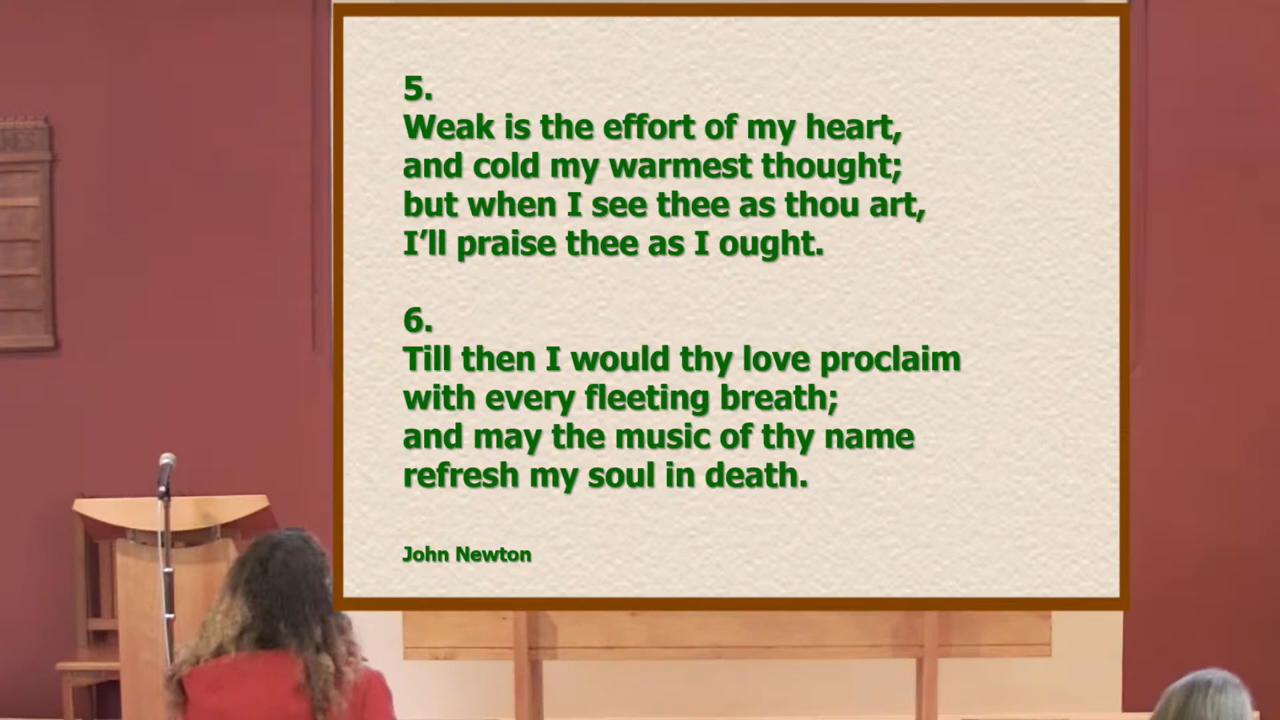 5.
Weak is the effort of my heart,
and cold my warmest thought;
but when I see thee as thou art,
I’ll praise thee as I ought.
6.
Till then I would thy love proclaim
with every fleeting breath;
and may the music of thy name
refresh my soul in death.
John Newton